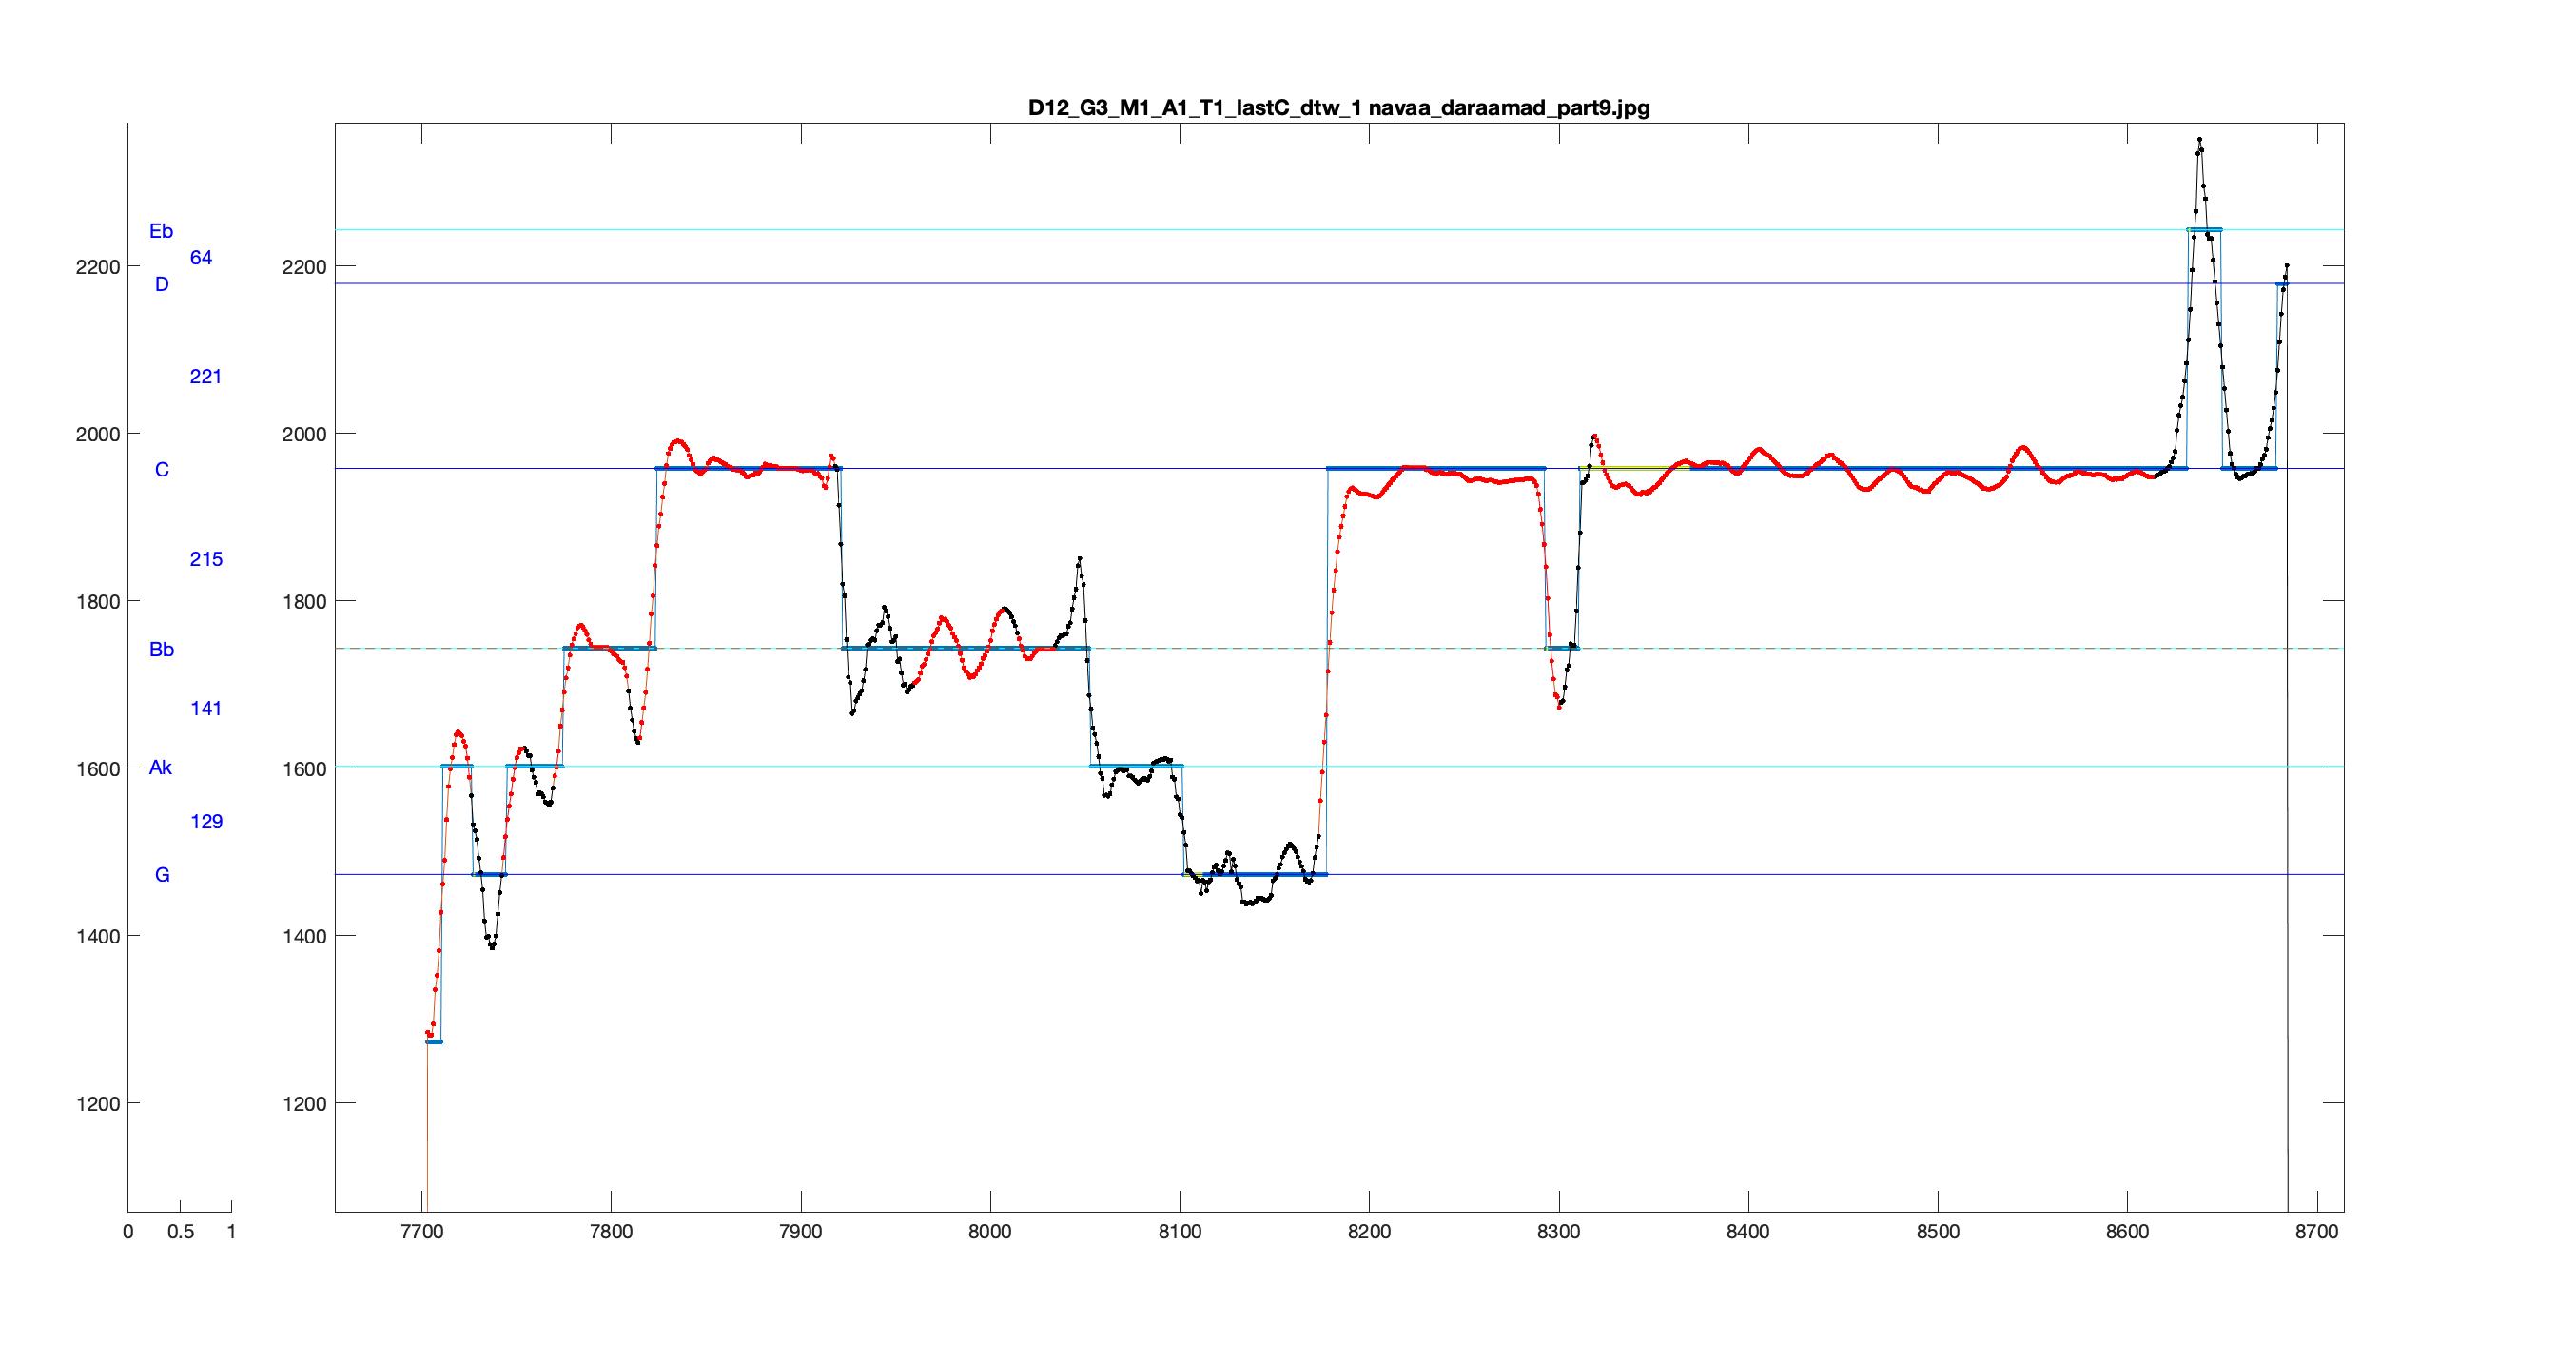 D12_G3_M1_A1_T1_lastC_dtw_1 navaa_daraamad_part9.jpg
Eb
64
2200 2200
D
221
2000 2000
C
215
1800 1800
Bb
141
1600 Ak 1600
129
G
1400 1400
1200 1200
0 0.5 1 7700 7800 7900 8000 8100 8200 8300 8400 8500 8600 8700